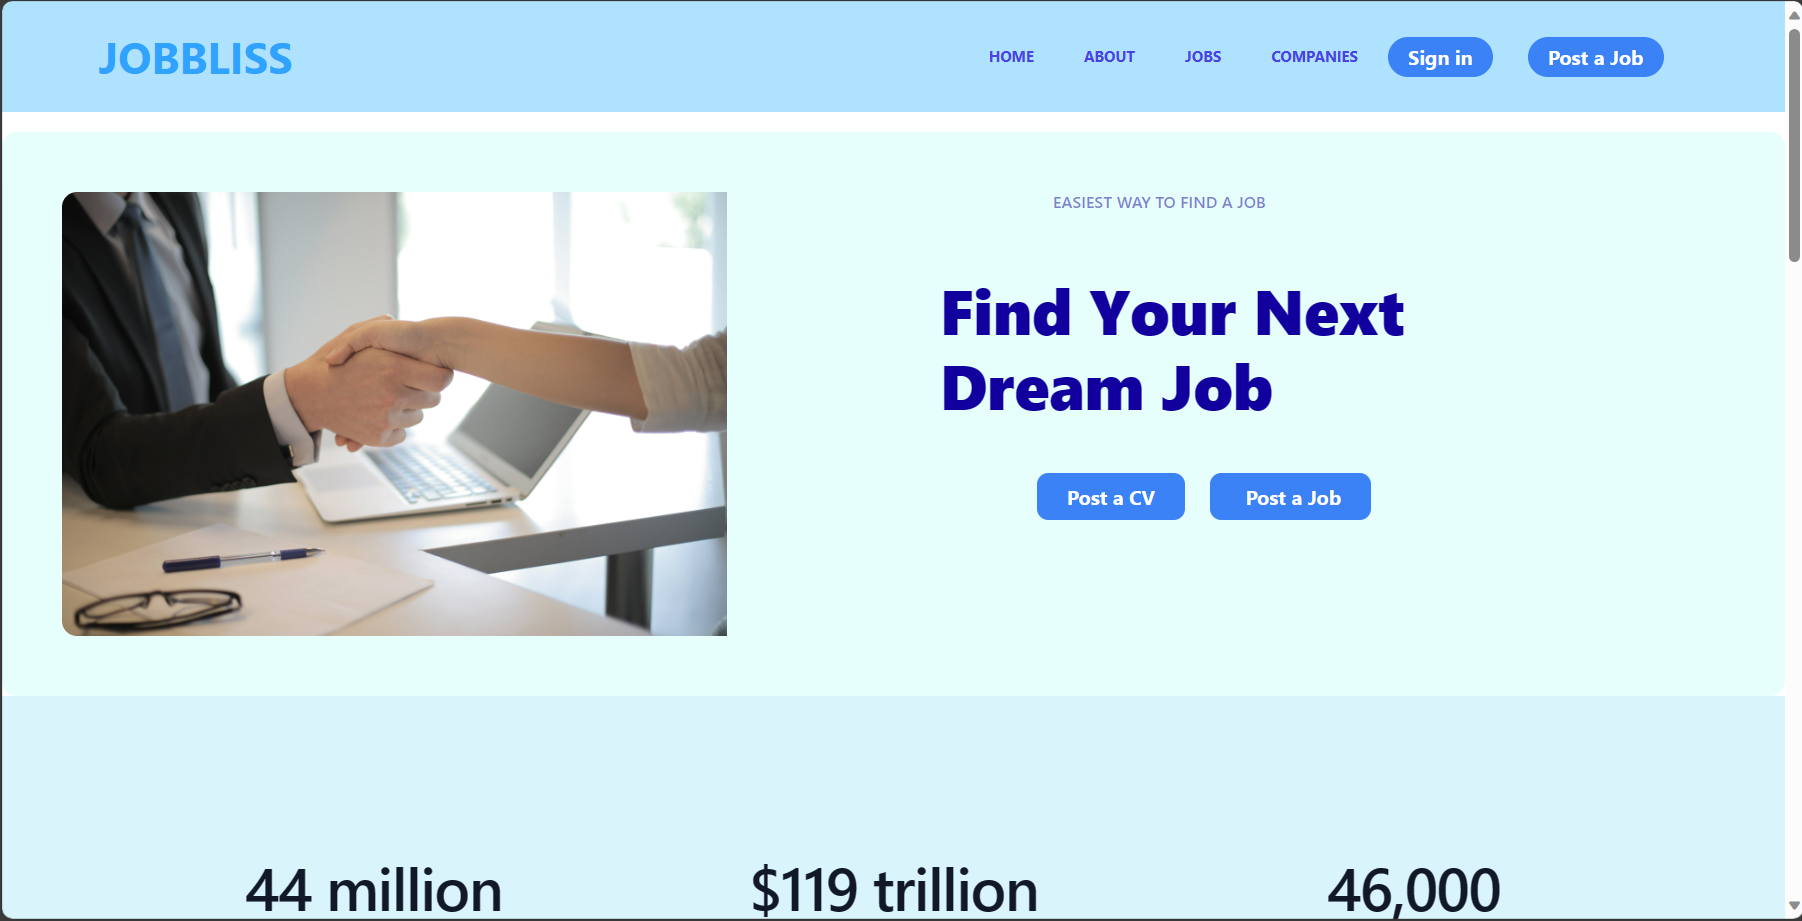 JOBBLISS
HOME ABOUT JOBS COMPANIES Sign in Post a Job
EASIEST WAY TO FIND A JOB
Find Your Next
Dream Job
Post a CV Post a Job
44 million $119 trillion 46,000